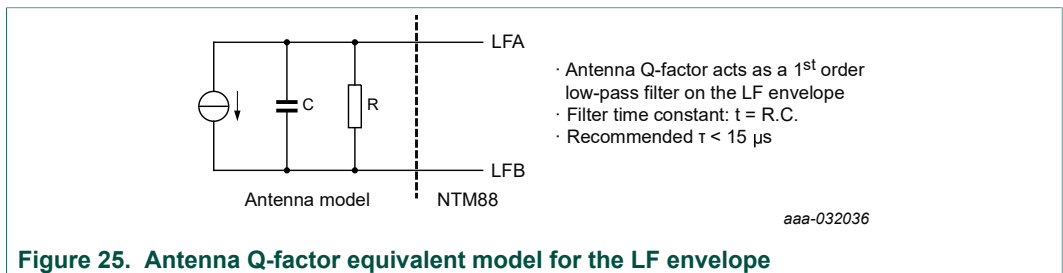 LFA
C
R
LFB
Antenna model
NTM88
· Antenna Q-factor acts as a 1st order
low-pass filter on the LF envelope
· Filter time constant: t = R.C.
· Recommended τ < 15 μs
aaa-032036
Figure 25. Antenna Q-factor equivalent model for the LF envelope